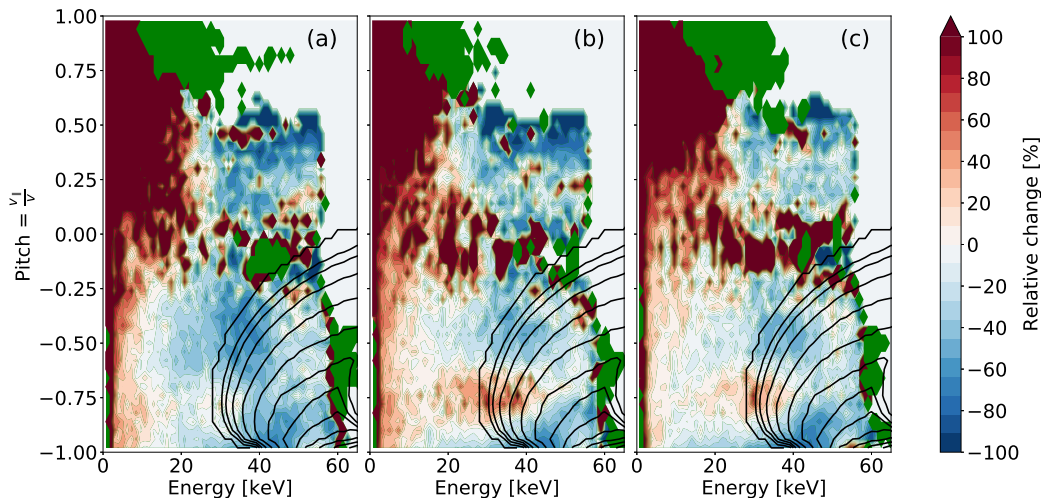 (a) (b) (c)
1.00
0.75
0.50
0.25
0.00
−0.25
−0.50
−0.75
−1.00
Pitch = v∥/v
0 20 40 60
Energy [keV]
0 20 40 60
Energy [keV]
0 20 40 60
Energy [keV]
100
80
60
40
20
0
−20
−40
−60
−80
−100
Relative change [%]